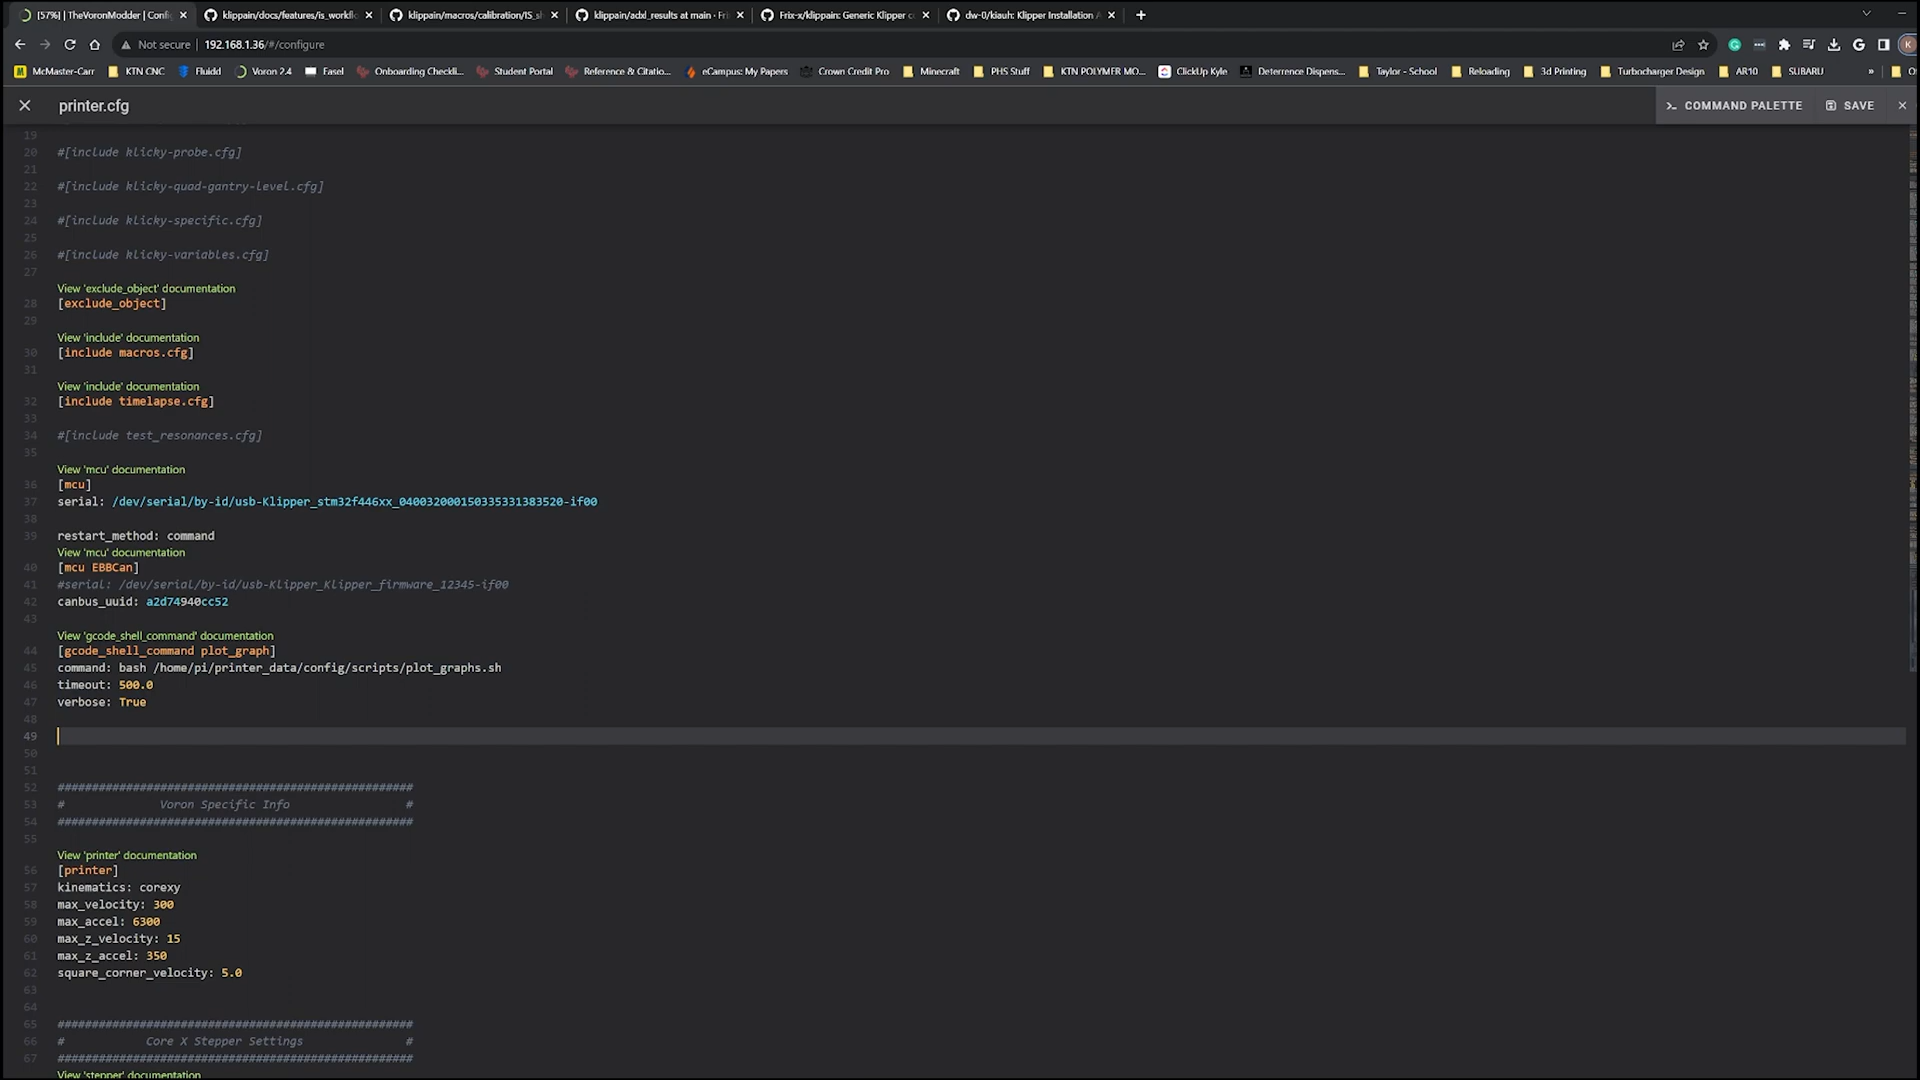 [57%] | TheVoronModder | Confi
klippain/docs/features/is_workfl
klippain/macros/calibration/IS_s
klippain/adxl_results at main · Fri
Frix-x/klippain: Generic Klipper c
dw-0/kiauh: Klipper Installation A
Not secure
192.168.1.36/#/configure
K
McMaster-Carr
KTN CNC
Fluidd
Voron 2.4
Easel
Onboarding Checkli...
Student Portal
Reference & Citatio...
eCampus: My Papers
Crown Credit Pro
Minecraft
PHS Stuff
KTN POLYMER MO...
ClickUp Kyle
Deterrence Dispens...
Taylor - School
Reloading
3d Printing
Turbocharger Design
AR10
SUBARU
»
printer.cfg
COMMAND PALETTE
SAVE
19
20 #[include klicky-probe.cfg]
21
22 #[include klicky-quad-gantry-level.cfg]
23
24 #[include klicky-specific.cfg]
25
26 #[include klicky-variables.cfg]
27
View 'exclude_object' documentation
28 [exclude_object]
29
View 'include' documentation
30 [include macros.cfg]
31
View 'include' documentation
32 [include timelapse.cfg]
33
34 #[include test_resonances.cfg]
35
View 'mcu' documentation
36 [mcu]
37 serial: /dev/serial/by-id/usb-Klipper_stm32f446xx_040032000150335331383520-if00
38
39 restart_method: command
View 'mcu' documentation
40 [mcu EBBCan]
41 #serial: /dev/serial/by-id/usb-Klipper_Klipper_firmware_12345-if00
42 canbus_uuid: a2d74940cc52
43
View 'gcode_shell_command' documentation
44 [gcode_shell_command plot_graph]
45 command: bash /home/pi/printer_data/config/scripts/plot_graphs.sh
46 timeout: 500.0
47 verbose: True
48
49
50
51
52 ####################################################
53 # Voron Specific Info #
54 ####################################################
55
View 'printer' documentation
56 [printer]
57 kinematics: corexy
58 max_velocity: 300
59 max_accel: 6300
60 max_z_velocity: 15
61 max_z_accel: 350
62 square_corner_velocity: 5.0
63
64
65 ####################################################
66 # Core X Stepper Settings #
67 ####################################################
View 'stepper' documentation